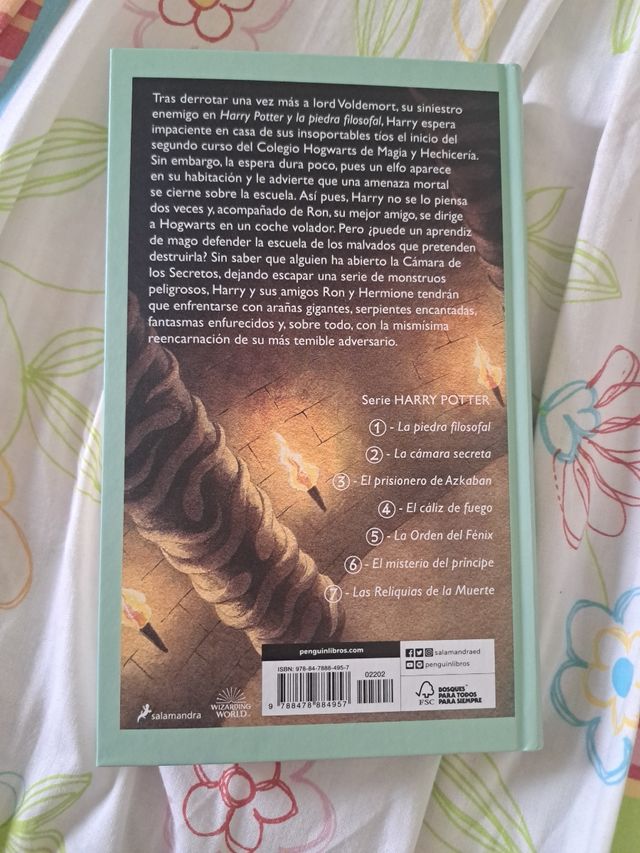 Tras derrotar una vez más a lord Voldemort, su siniestro
enemigo en Harry Potter y la piedra filosofal, Harry espera
impaciente en casa de sus insoportables tíos el inicio del
segundo curso del Colegio Hogwarts de Magia y Hechicería.
Sin embargo, la espera dura poco, pues un elfo aparece
en su habitación y le advierte que una amenaza mortal
se cierne sobre la escuela. Así pues, Harry no se lo piensa
dos veces y, acompañado de Ron, su mejor amigo, se dirige
a Hogwarts en un coche volador. Pero ¿puede un aprendiz
de mago defender la escuela de los malvados que pretenden
destruirla? Sin saber que alguien ha abierto la Cámara de
los Secretos, dejando escapar una serie de monstruos
peligrosos, Harry y sus amigos Ron y Hermione tendrán
que enfrentarse con arañas gigantes, serpientes encantadas,
fantasmas enfurecidos y, sobre todo, con la mismísima
reencarnación de su más temible adversario.
Serie HARRY POTTER
1 - La piedra filosofal
2 - La cámara secreta
3 - El prisionero de Azkaban
4 - El cáliz de fuego
5 - La Orden del Fénix
6 - El misterio del príncipe
7 - Las Reliquias de la Muerte
penguinlibros.com
salamandraed
penguinlibros
ISBN: 978-84-7888-495-7
02202
9 788478 884957
FSC
BOSQUES
PARA TODOS
PARA SIEMPRE
salamandra
WIZARDING
WORLD